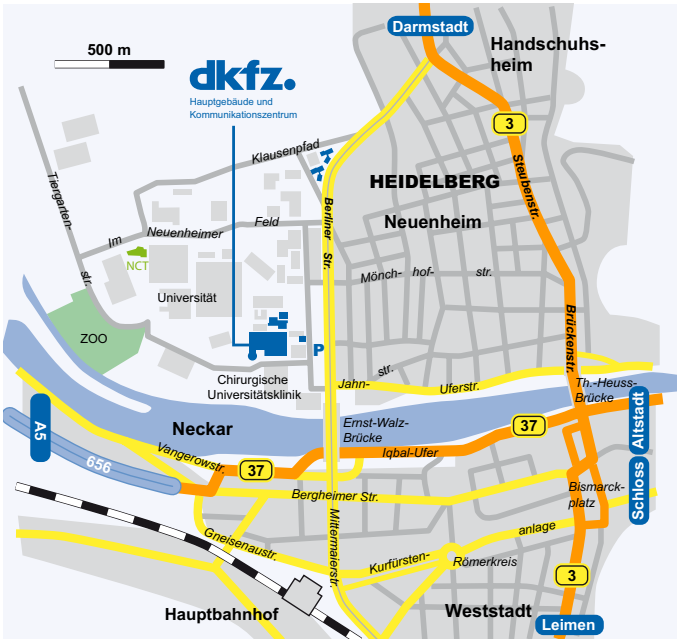 Darmstadt
500 m
Handschuhs-
heim
dkfz.
Hauptgebäude und
Kommunikationszentrum
3
Klausenpfad
Steubenstr.
HEIDELBERG
Tiergarten-
str.
Berliner Str.
Neuenheim
Im Neuenheimer Feld
NCT
Mönch- hof- str.
Universität
Brückenstr.
ZOO
P
Chirurgische
Universitätsklinik
Jahn- str.
Uferstr.
Th.-Heuss-
Brücke
A5
Neckar
Ernst-Walz-
Brücke
37
Altstadt
Iqbal-Ufer
656
Vangerowstr.
37
Bergheimer Str.
Bismarck-
platz
Schloss
Mittermaierstr.
Gneisenaustr.
Kurfürsten- anlage
Römerkreis
3
Hauptbahnhof
Weststadt
Leimen